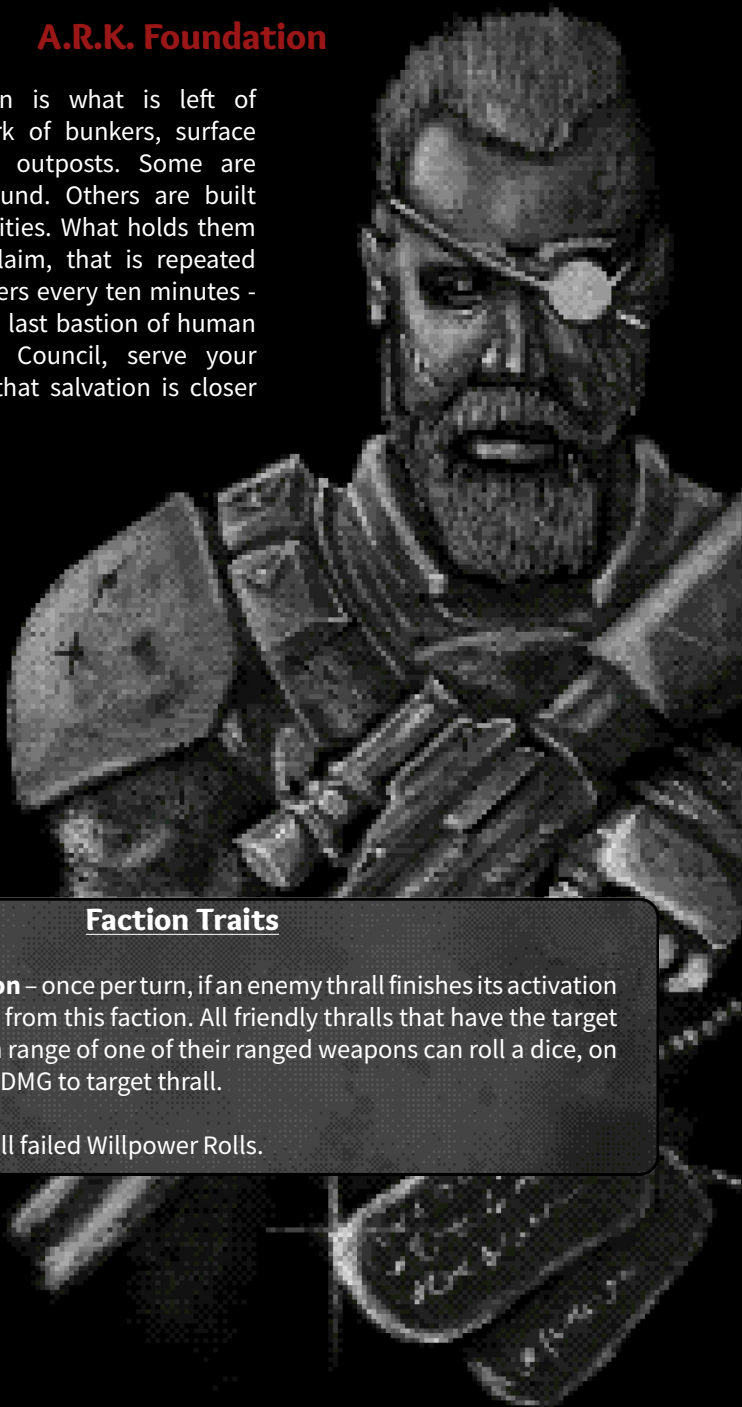 A.R.K. Foundation
n is what is left of
rk of bunkers, surface
outposts. Some are
und. Others are built
ities. What holds them
laim, that is repeated
ers every ten minutes -
last bastion of human
Council, serve your
that salvation is closer
Faction Traits
on – once per turn, if an enemy thrall finishes its activation
from this faction. All friendly thralls that have the target
range of one of their ranged weapons can roll a dice, on
DMG to target thrall.
ll failed Willpower Rolls.